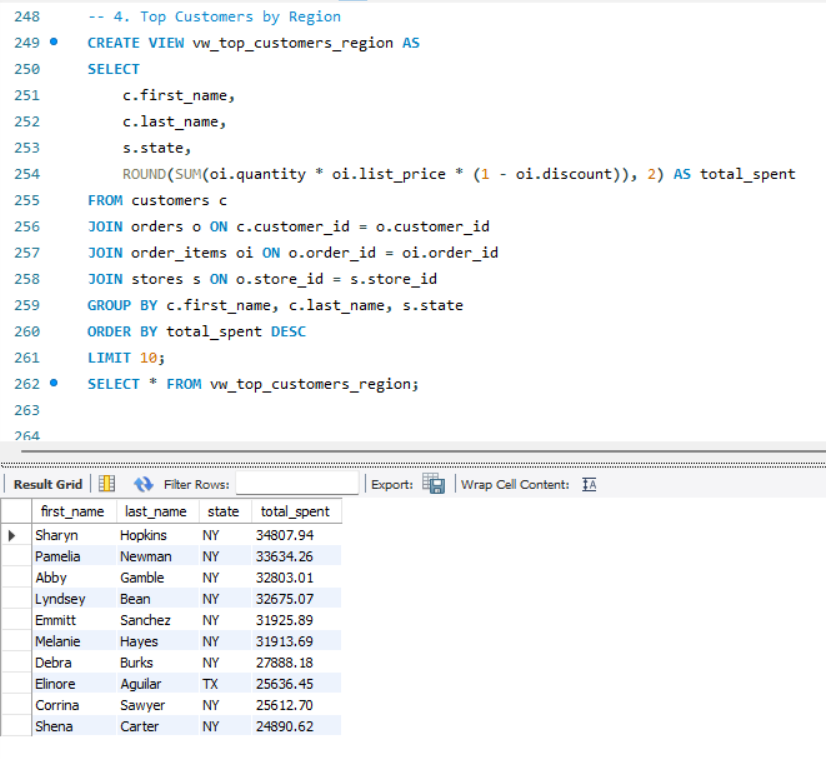 248 -- 4. Top Customers by Region
249 CREATE VIEW vw_top_customers_region AS
250 SELECT
251 c.first_name,
252 c.last_name,
253 s.state,
254 ROUND(SUM(oi.quantity * oi.list_price * (1 - oi.discount)), 2) AS total_spent
255 FROM customers c
256 JOIN orders o ON c.customer_id = o.customer_id
257 JOIN order_items oi ON o.order_id = oi.order_id
258 JOIN stores s ON o.store_id = s.store_id
259 GROUP BY c.first_name, c.last_name, s.state
260 ORDER BY total_spent DESC
261 LIMIT 10;
262 SELECT * FROM vw_top_customers_region;
263
264
Result Grid Filter Rows: Export: Wrap Cell Content: IA
first_name last_name state total_spent
Sharyn Hopkins NY 34807.94
Pamelia Newman NY 33634.26
Abby Gamble NY 32803.01
Lyndsey Bean NY 32675.07
Emmitt Sanchez NY 31925.89
Melanie Hayes NY 31913.69
Debra Burks NY 27888.18
Elinore Aguilar TX 25636.45
Corrina Sawyer NY 25612.70
Shena Carter NY 24890.62